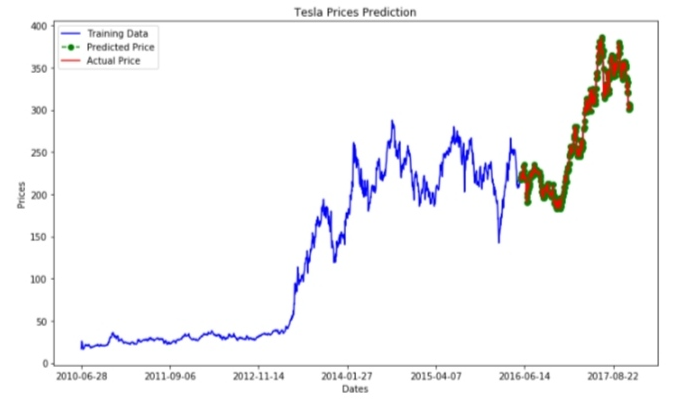 Tesla Prices Prediction
Training Data
Predicted Price
Actual Price
400
350
300
250
200
150
100
50
0
Prices
2010-06-28 2011-09-06 2012-11-14 2014-01-27 2015-04-07 2016-06-14 2017-08-22
Dates